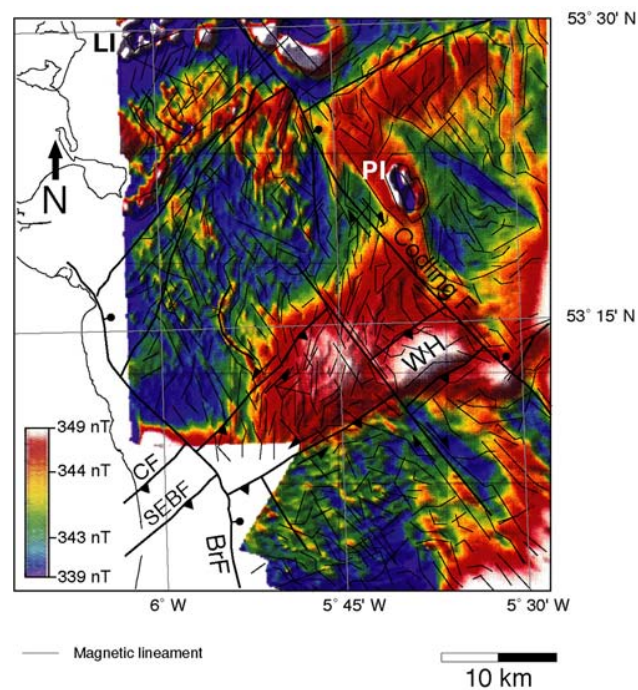 53° 30' N
LI
PI
N
Codling F
53° 15' N
WH
349 nT
344 nT
343 nT
339 nT
CF
SEBF
BrF
6° W
5° 45' W
5° 30' W
Magnetic lineament
10 km